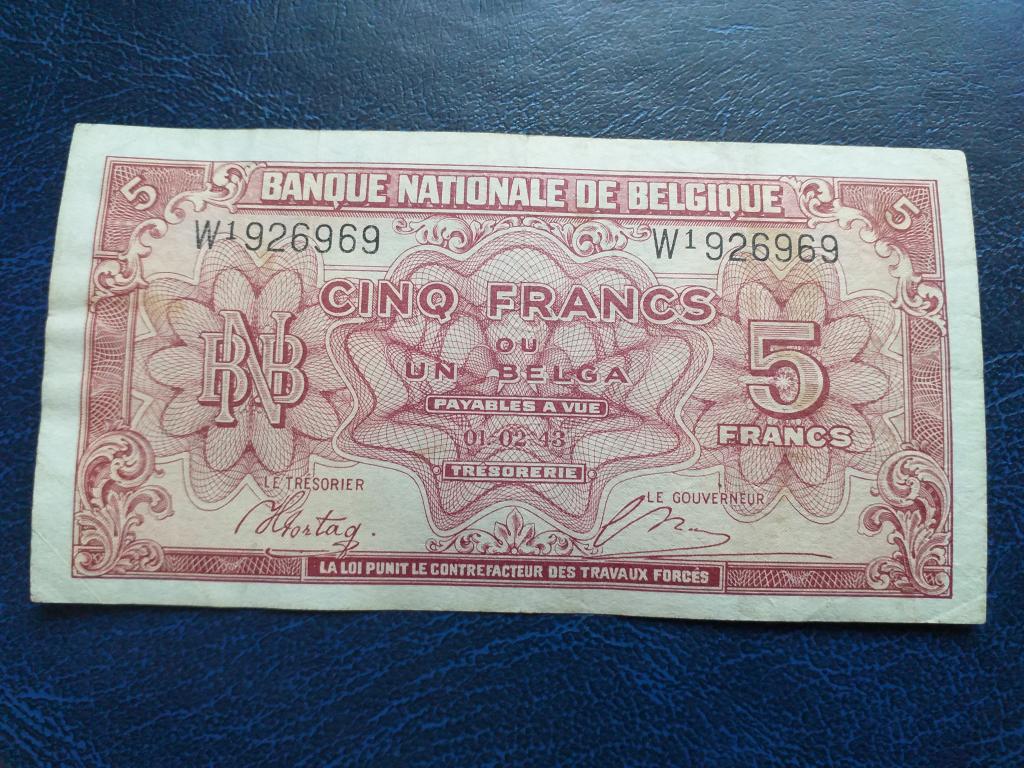 5 BANQUE NATIONALE DE BELGIQUE 5
W1926969 W1926969
CINQ FRANCS
OU
UN BELGA
PAYABLES A VUE
01-02-43
TRÉSORERIE
BNB
5
FRANCS
LE TRÉSORIER
LE GOUVERNEUR
LA LOI PUNIT LE CONTREFACTEUR DES TRAVAUX FORCÉS